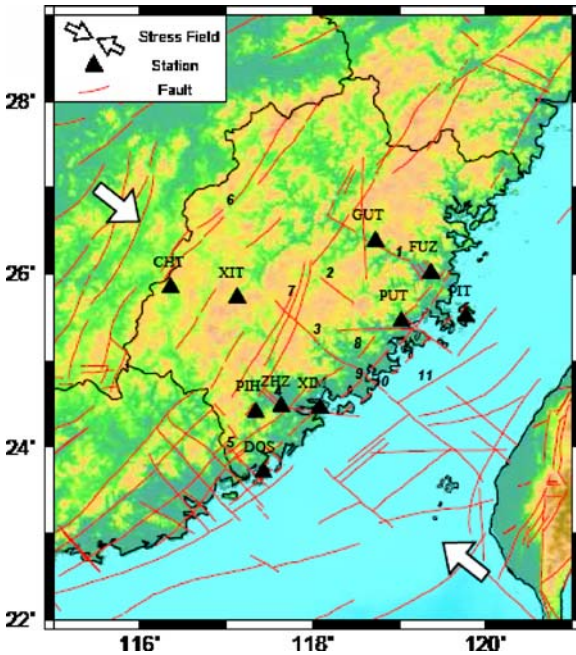 Stress Field
Station
Fault
28°
6
GUT
1
FUZ
26°
CHT
XIT
2
7
PUT
PIT
3
8
9
10
11
PIH
ZHZ
XIM
24°
5
DOS
22°
116°
118°
120°